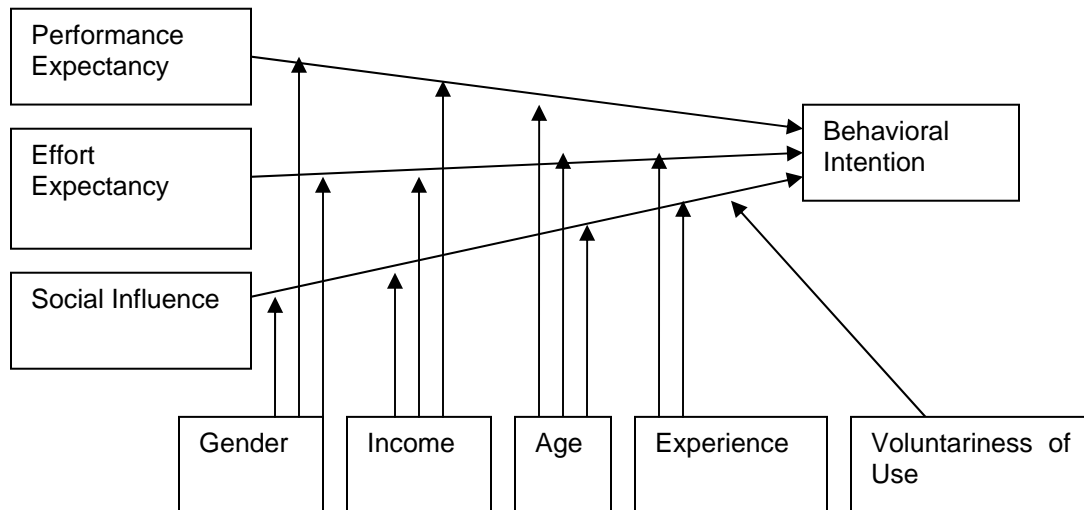 Performance
Expectancy
Effort
Expectancy
Social Influence
Behavioral
Intention
Gender
Income
Age
Experience
Voluntariness of
Use